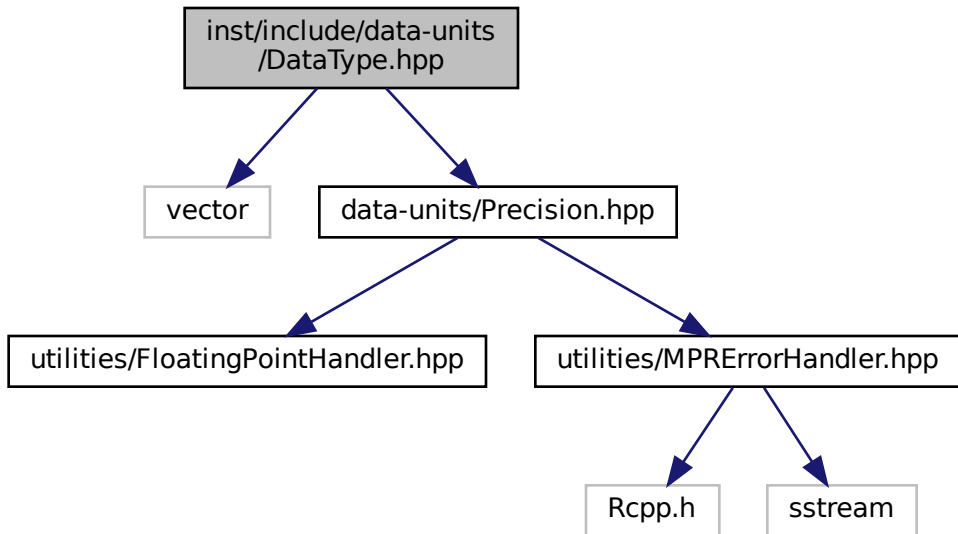 inst/include/data-units
/DataType.hpp
vector
data-units/Precision.hpp
utilities/FloatingPointHandler.hpp
utilities/MPRErrorHandler.hpp
Rcpp.h
sstream